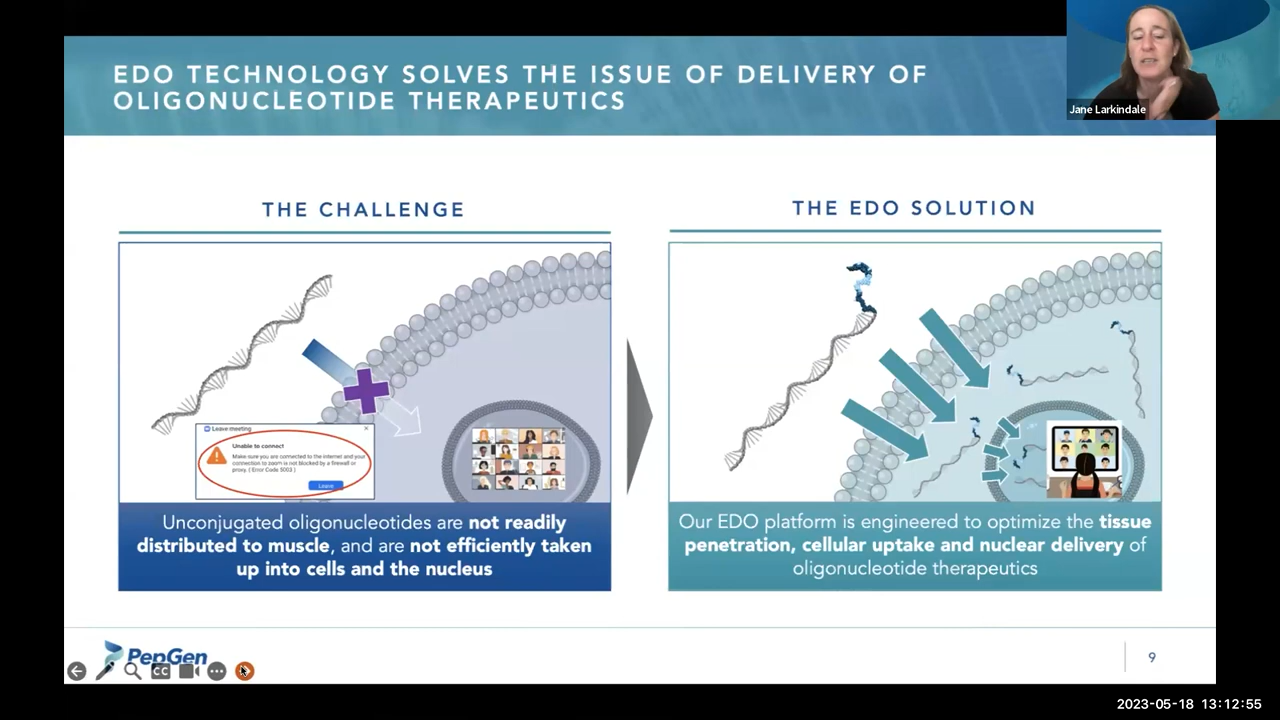 EDO TECHNOLOGY SOLVES THE ISSUE OF DELIVERY OF
OLIGONUCLEOTIDE THERAPEUTICS
Jane Larkindale
THE CHALLENGE
Leave meeting
Unable to connect
Make sure you are connected to the internet and your
connection to zoom is not blocked by a firewall or
proxy. ( Error Code 5003 )
Leave
Unconjugated oligonucleotides are not readily
distributed to muscle, and are not efficiently taken
up into cells and the nucleus
THE EDO SOLUTION
Our EDO platform is engineered to optimize the tissue
penetration, cellular uptake and nuclear delivery of
oligonucleotide therapeutics
PepGen
CC
9
2023-05-18 13:12:55